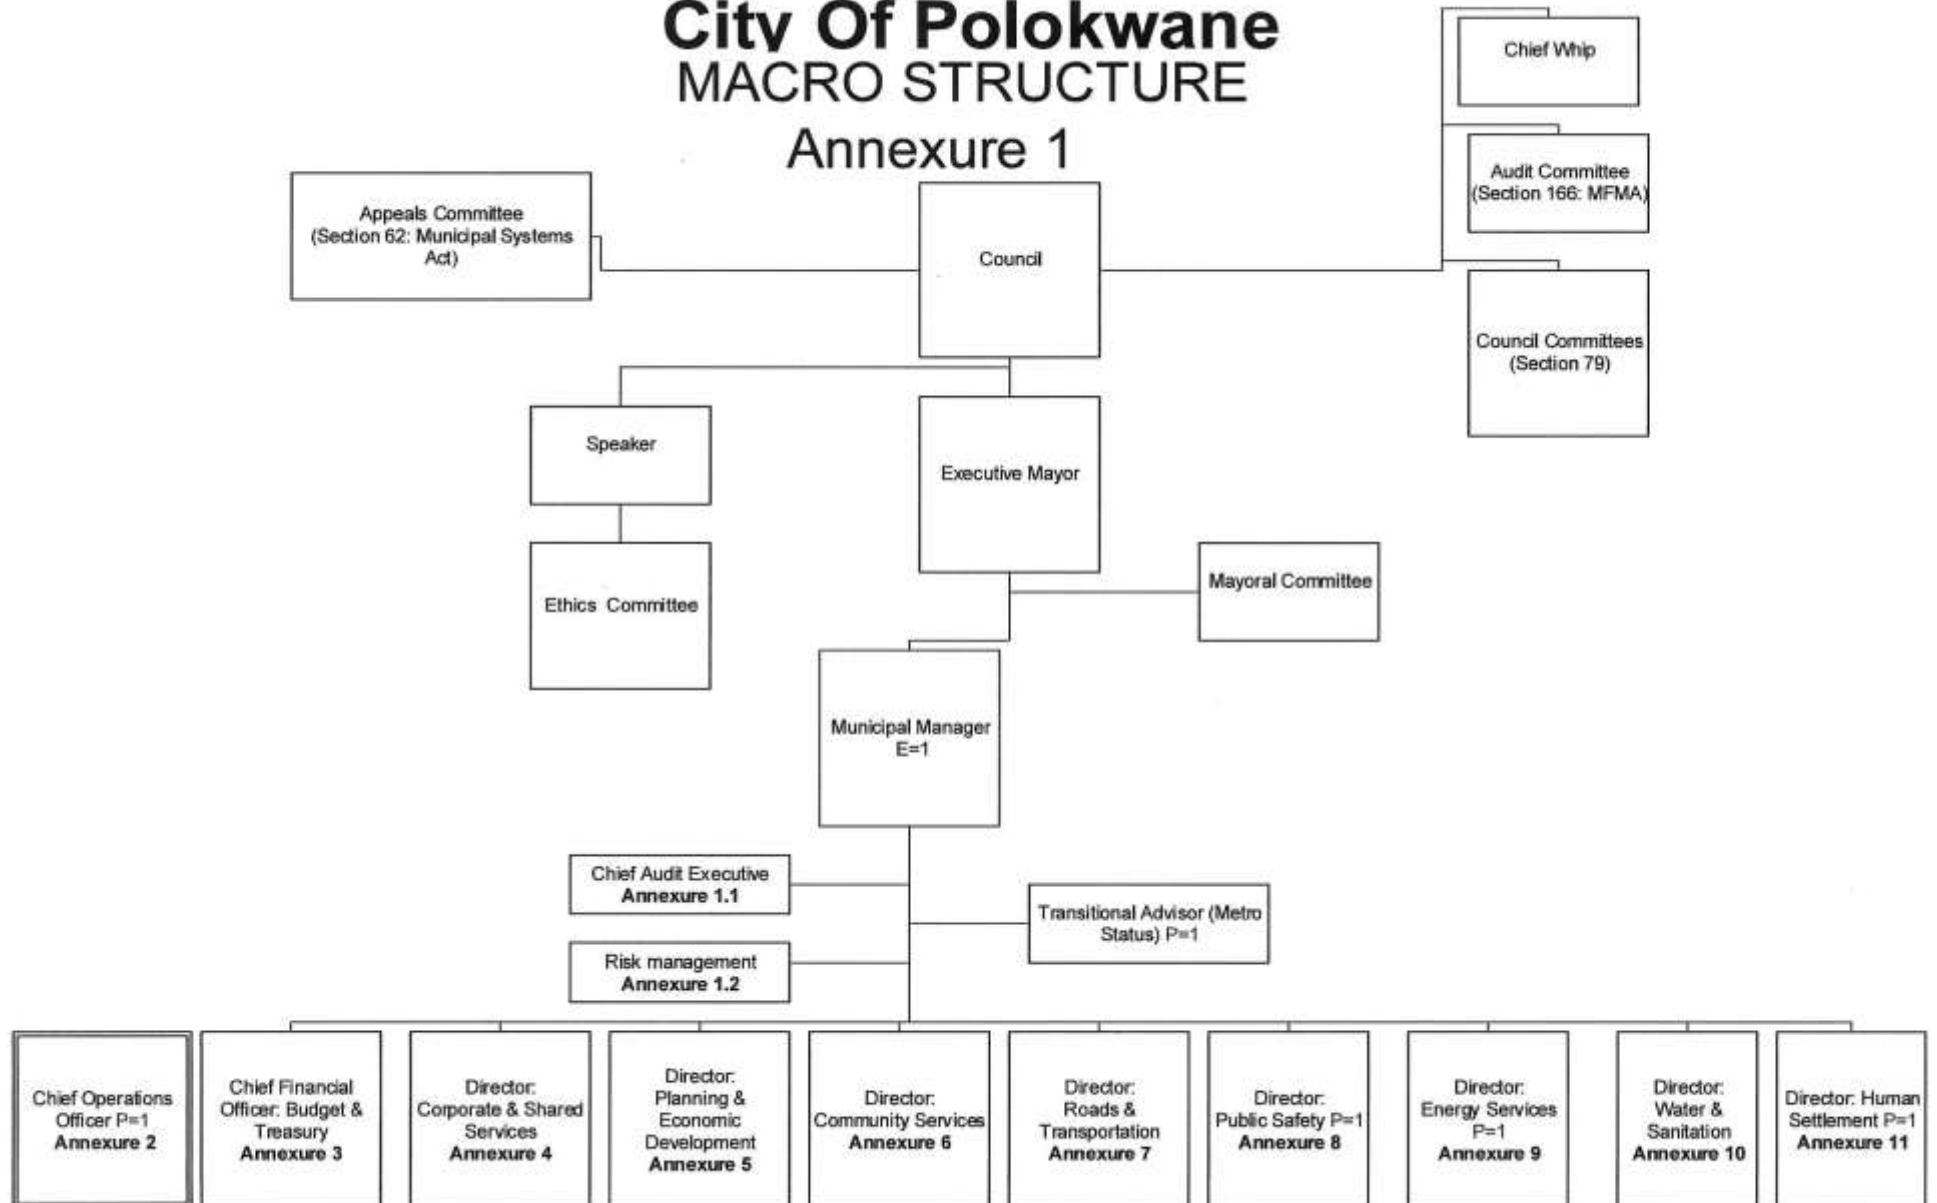 City Of Polokwane
MACRO STRUCTURE
Annexure 1
Chief Whip
Audit Committee
(Section 166: MFMA)
Appeals Committee
(Section 62: Municipal Systems
Act)
Council
Council Committees
(Section 79)
Speaker
Executive Mayor
Ethics Committee
Mayoral Committee
Municipal Manager
E=1
Chief Audit Executive
Annexure 1.1
Transitional Advisor (Metro
Status) P=1
Risk management
Annexure 1.2
Chief Operations
Officer P=1
Annexure 2
Chief Financial
Officer: Budget &
Treasury
Annexure 3
Director:
Corporate & Shared
Services
Annexure 4
Director:
Planning &
Economic
Development
Annexure 5
Director:
Community Services
Annexure 6
Director:
Roads &
Transportation
Annexure 7
Director:
Public Safety P=1
Annexure 8
Director:
Energy Services
P=1
Annexure 9
Director:
Water &
Sanitation
Annexure 10
Director: Human
Settlement P=1
Annexure 11